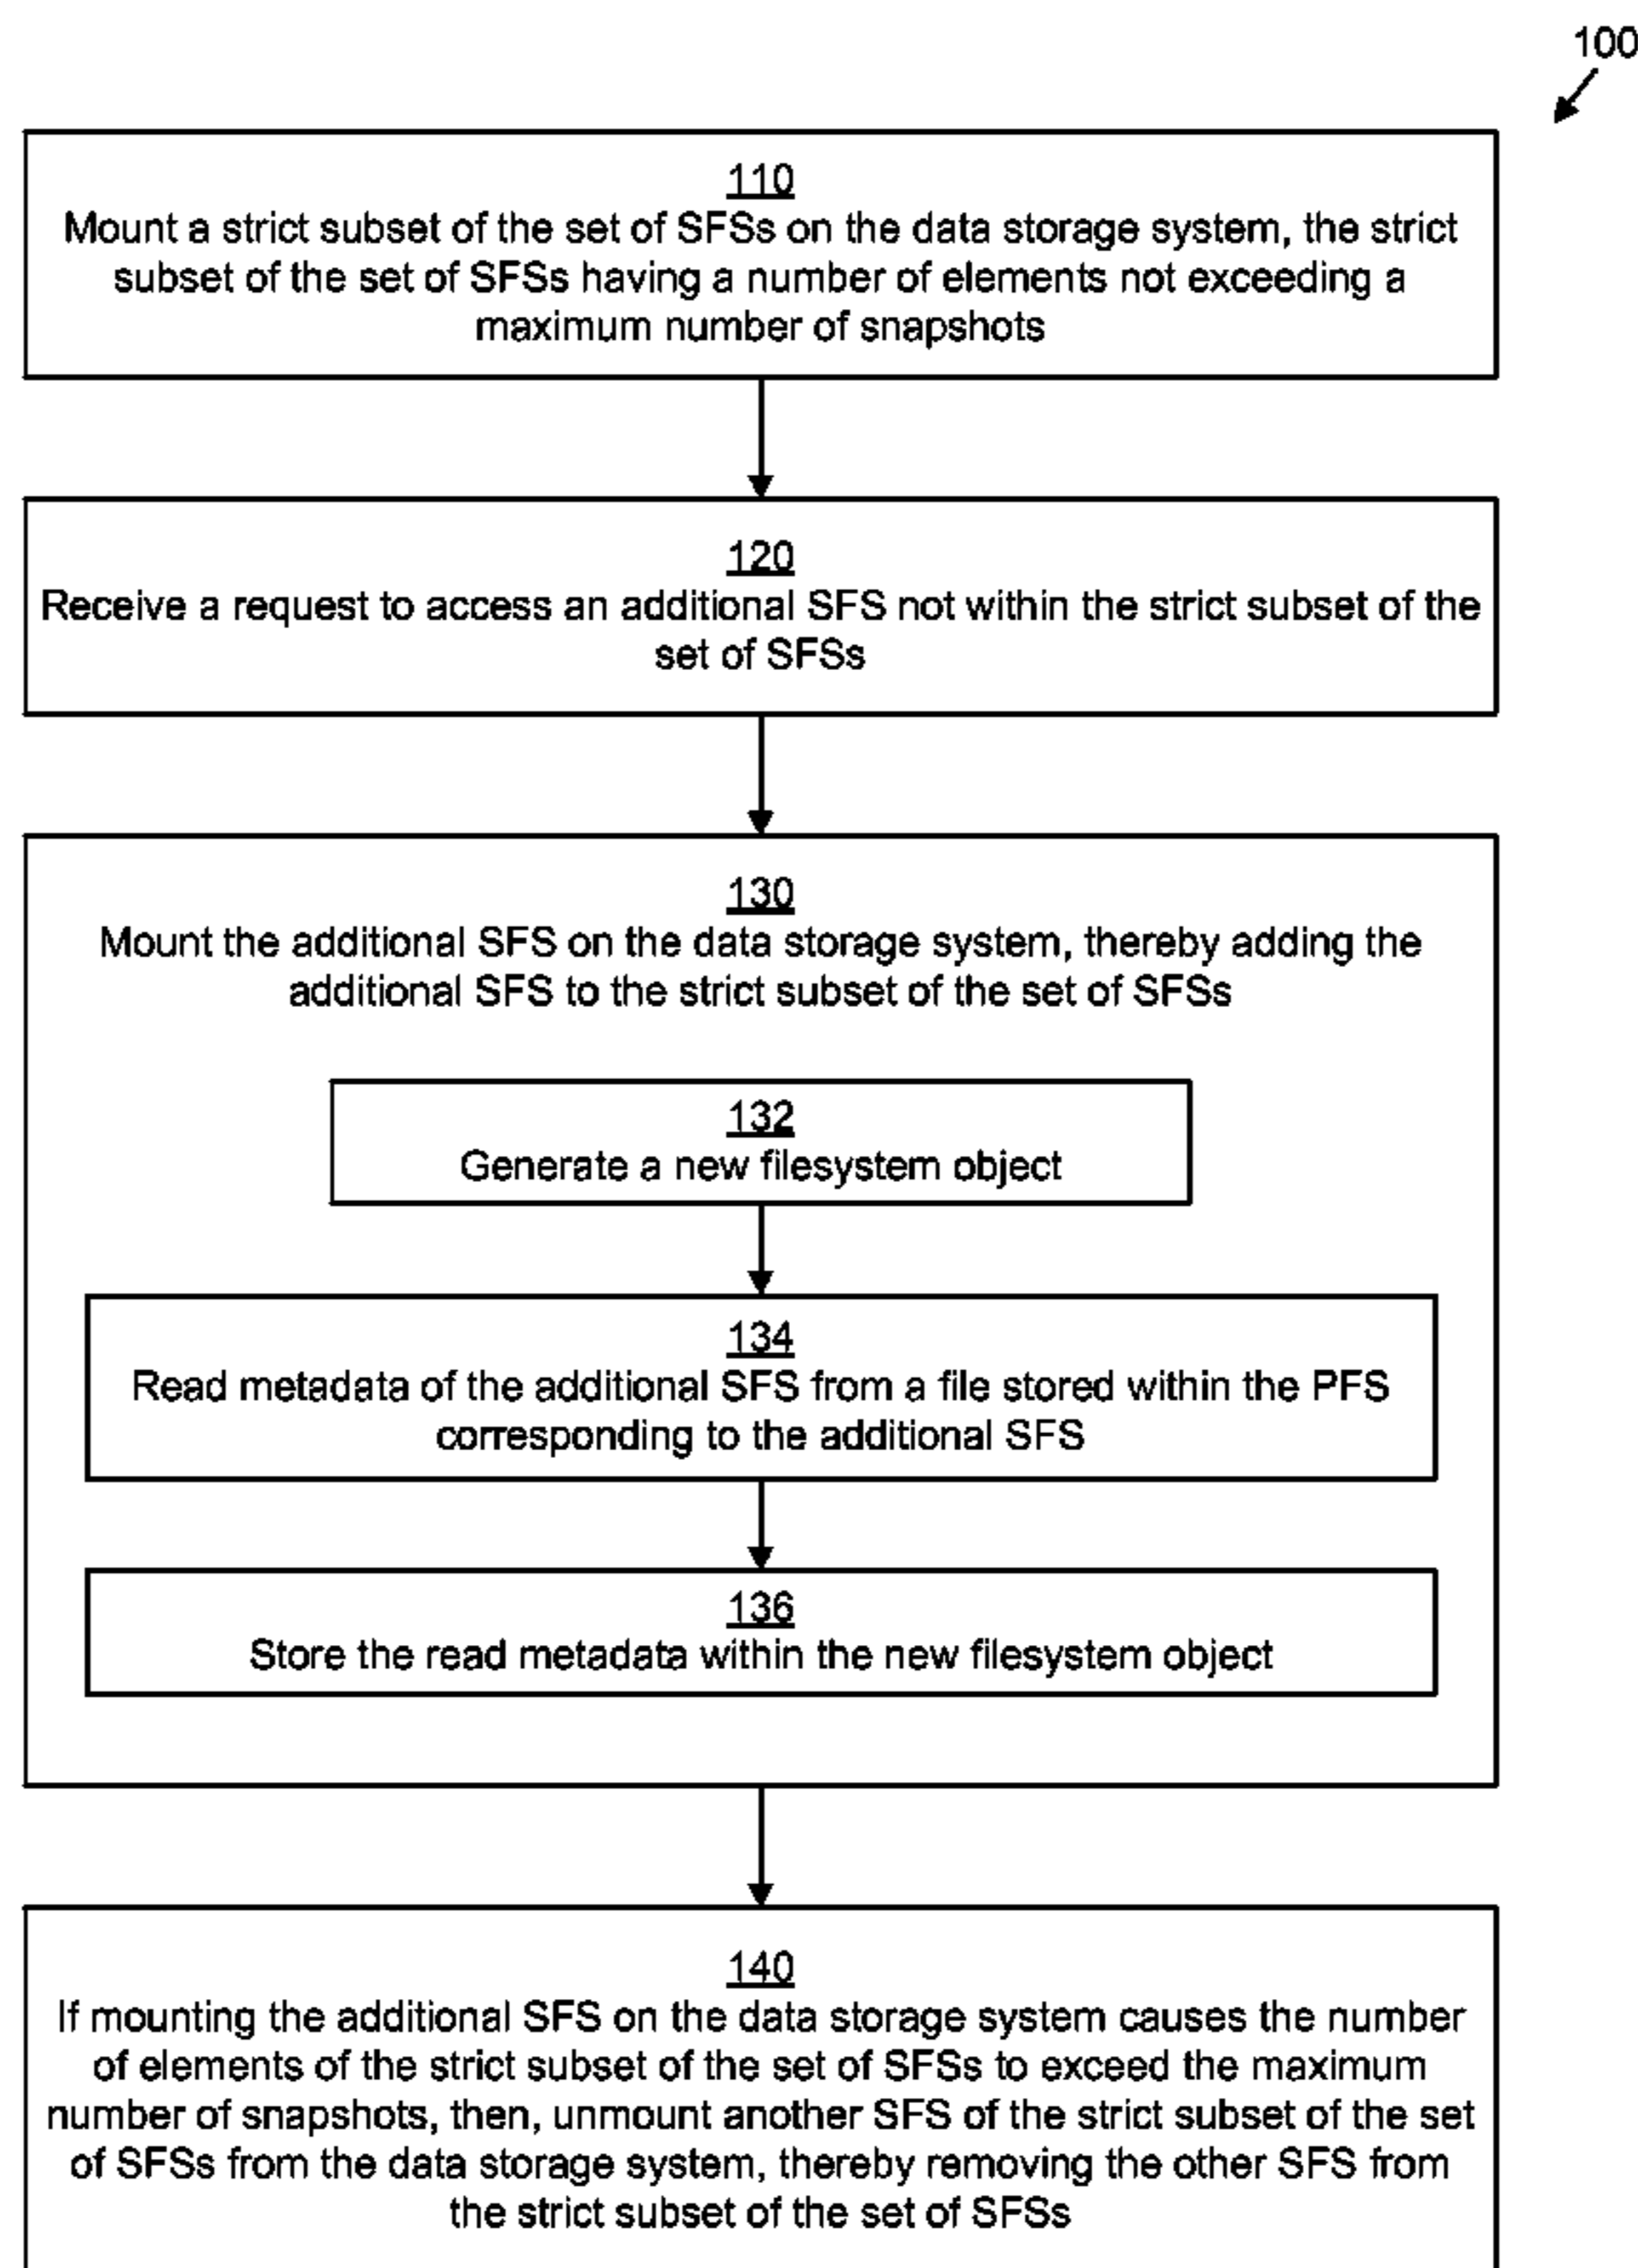 100
110
Mount a strict subset of the set of SFSs on the data storage system, the strict
subset of the set of SFSs having a number of elements not exceeding a
maximum number of snapshots
120
Receive a request to access an additional SFS not within the strict subset of the
set of SFSs
130
Mount the additional SFS on the data storage system, thereby adding the
additional SFS to the strict subset of the set of SFSs
132
Generate a new filesystem object
134
Read metadata of the additional SFS from a file stored within the PFS
corresponding to the additional SFS
136
Store the read metadata within the new filesystem object
140
If mounting the additional SFS on the data storage system causes the number
of elements of the strict subset of the set of SFSs to exceed the maximum
number of snapshots, then, unmount another SFS of the strict subset of the set
of SFSs from the data storage system, thereby removing the other SFS from
the strict subset of the set of SFSs